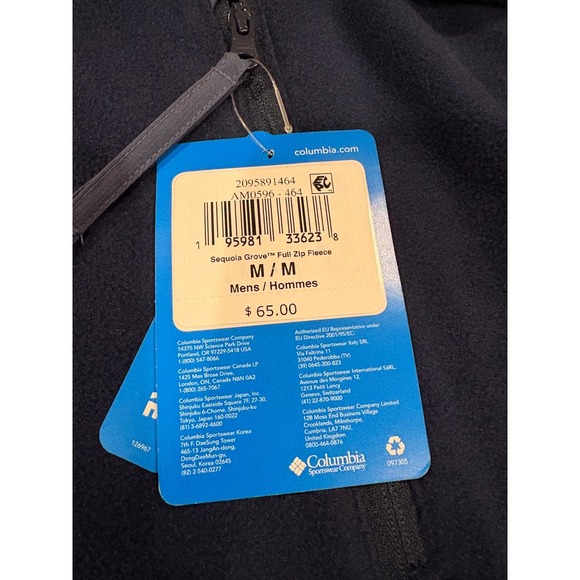 columbia.com
2095891464
AM0596 - 464
1 95981 33623 8
Sequoia Grove™ Full Zip Fleece
M / M
Mens / Hommes
$ 65.00
Columbia Sportswear Company
14375 NW Science Park Drive
Portland, OR 97229-5418 USA
1-(800) 547-8066
Columbia Sportswear Canada LP
1425 Max Brose Drive,
London, ON, Canada N6N 0A2
1-(800) 265-7067
Columbia Sportswear Japan, Inc.
Shinjuku Eastside Square 7F, 27-30,
Shinjuku 6-Chome, Shinjuku-ku
Tokyo, Japan 160-0022
(81) 3-6892-4600
Columbia Sportswear Korea
7th F. DaeSung Tower
465-13 JangAn-dong,
DongDaeMun-gu,
Seoul, Korea 02645
(82) 2-540-0277
Authorized EU Representative under
EU Directive 2001/95/EC:
Columbia Sportswear Italy SRL
Via Feltrina 11
31040 Pederobba (TV)
(39) 0645-200-823
Columbia Sportswear International SàRL.
Avenue des Morgines 12,
1213 Petit Lancy
Geneva, Switzerland
(41) 22-870-9000
Columbia Sportswear Company Limited
12B Moss End Business Village
Crooklands, Milnthorpe,
Cumbria, LA7 7NU,
United Kingdom
0800-464-0876
Columbia
Sportswear Company
097305
126967